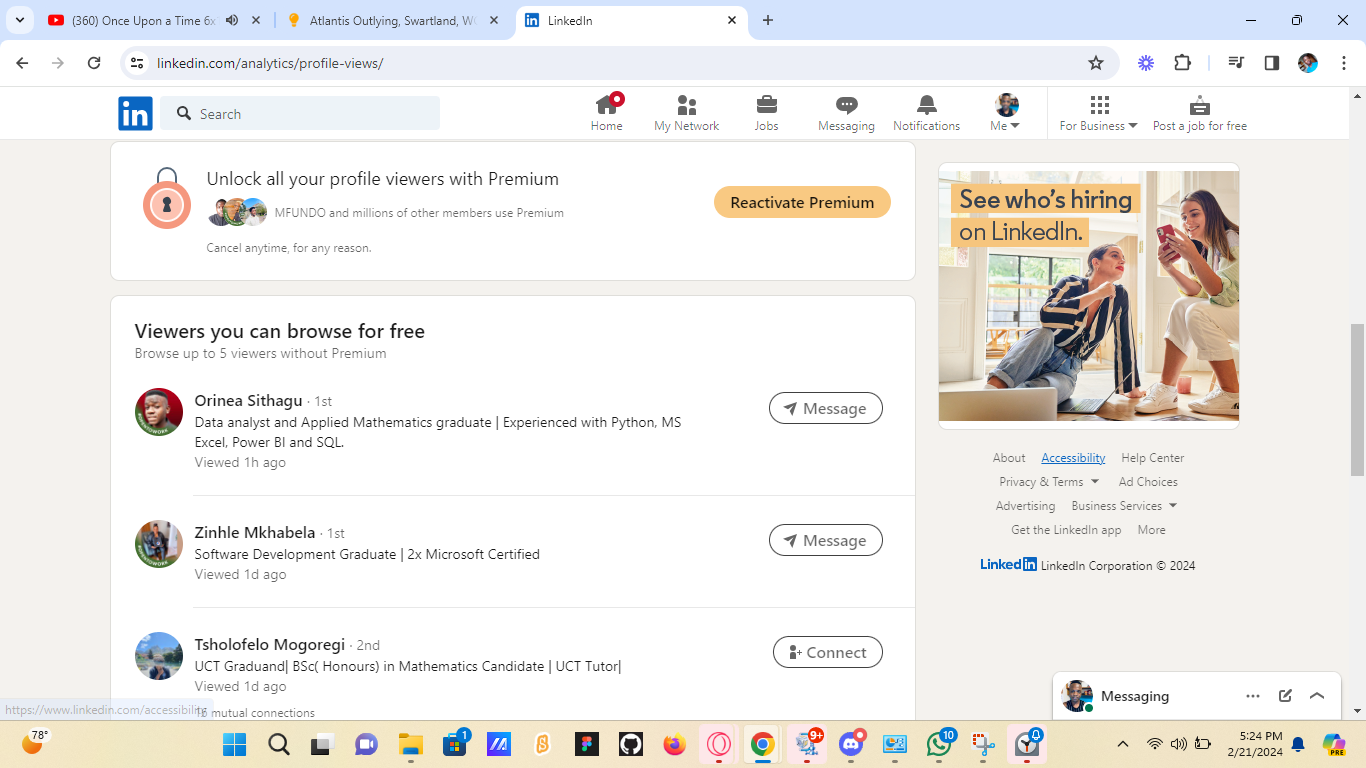 (360) Once Upon a Time 6x
Atlantis Outlying, Swartland, W
LinkedIn
linkedin.com/analytics/profile-views/
in
Search
Home
My Network
Jobs
Messaging
Notifications
Me
For Business
Post a job for free
Unlock all your profile viewers with Premium
MFUNDO and millions of other members use Premium
Cancel anytime, for any reason.
Reactivate Premium
Viewers you can browse for free
Browse up to 5 viewers without Premium
Orinea Sithagu · 1st
Data analyst and Applied Mathematics graduate | Experienced with Python, MS
Excel, Power BI and SQL.
Viewed 1h ago
Message
Zinhle Mkhabela · 1st
Software Development Graduate | 2x Microsoft Certified
Viewed 1d ago
Message
Tsholofelo Mogoregi · 2nd
UCT Graduand| BSc( Honours) in Mathematics Candidate | UCT Tutor|
Viewed 1d ago
mutual connections
Connect
See who's hiring
on LinkedIn.
About Accessibility Help Center
Privacy & Terms Ad Choices
Advertising Business Services
Get the LinkedIn app More
LinkedIn LinkedIn Corporation © 2024
Messaging
https://www.linkedin.com/accessibility
78°
1
9+
10
5:24 PM
2/21/2024
PRE